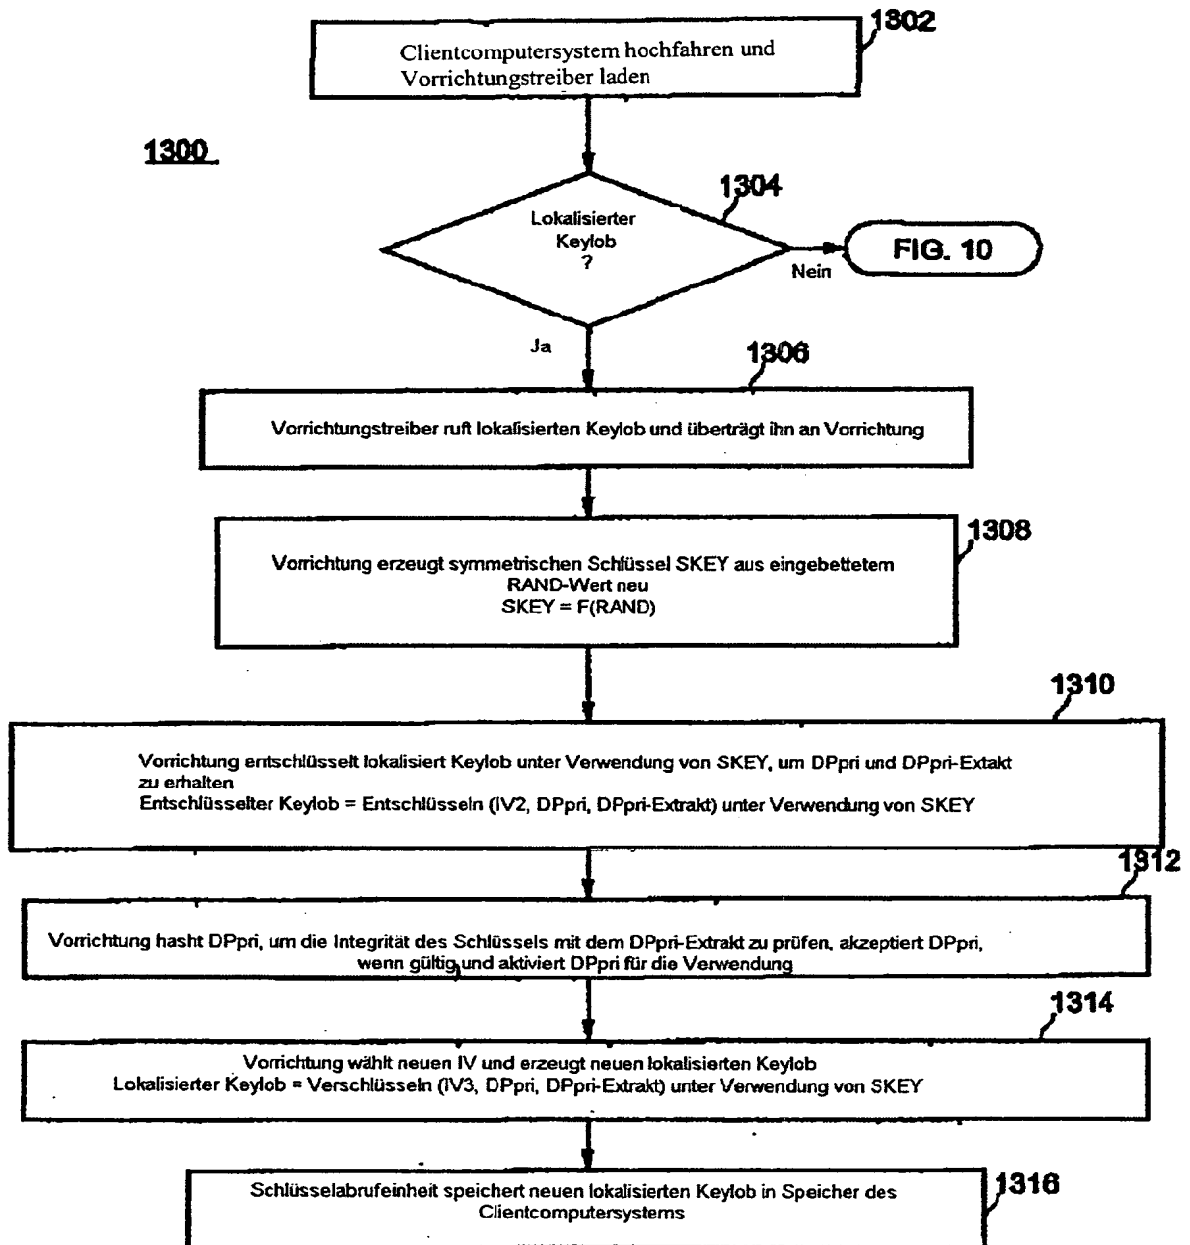 1302
Clientcomputersystem hochfahren und
Vorrichtungstreiber laden
1300
1304
Lokalisierter
Keylob
?
FIG. 10
Nein
Ja
1306
Vorrichtungstreiber ruft lokalisierten Keylob und überträgt ihn an Vorrichtung
1308
Vorrichtung erzeugt symmetrischen Schlüssel SKEY aus eingebettetem
RAND-Wert neu
SKEY = F(RAND)
1310
Vorrichtung entschlüsselt lokalisiert Keylob unter Verwendung von SKEY, um DPpri und DPpri-Extakt
zu erhalten
Entschlüsselter Keylob = Entschlüsseln (IV2, DPpri, DPpri-Extrakt) unter Verwendung von SKEY
1312
Vorrichtung hasht DPpri, um die Integrität des Schlüssels mit dem DPpri-Extrakt zu prüfen, akzeptiert DPpri,
wenn gültig, und aktiviert DPpri für die Verwendung
1314
Vorrichtung wählt neuen IV und erzeugt neuen lokalisierten Keylob
Lokalisierter Keylob = Verschlüsseln (IV3, DPpri, DPpri-Extrakt) unter Verwendung von SKEY
1316
Schlüsselabrufeinheit speichert neuen lokalisierten Keylob in Speicher des
Clientcomputersystems